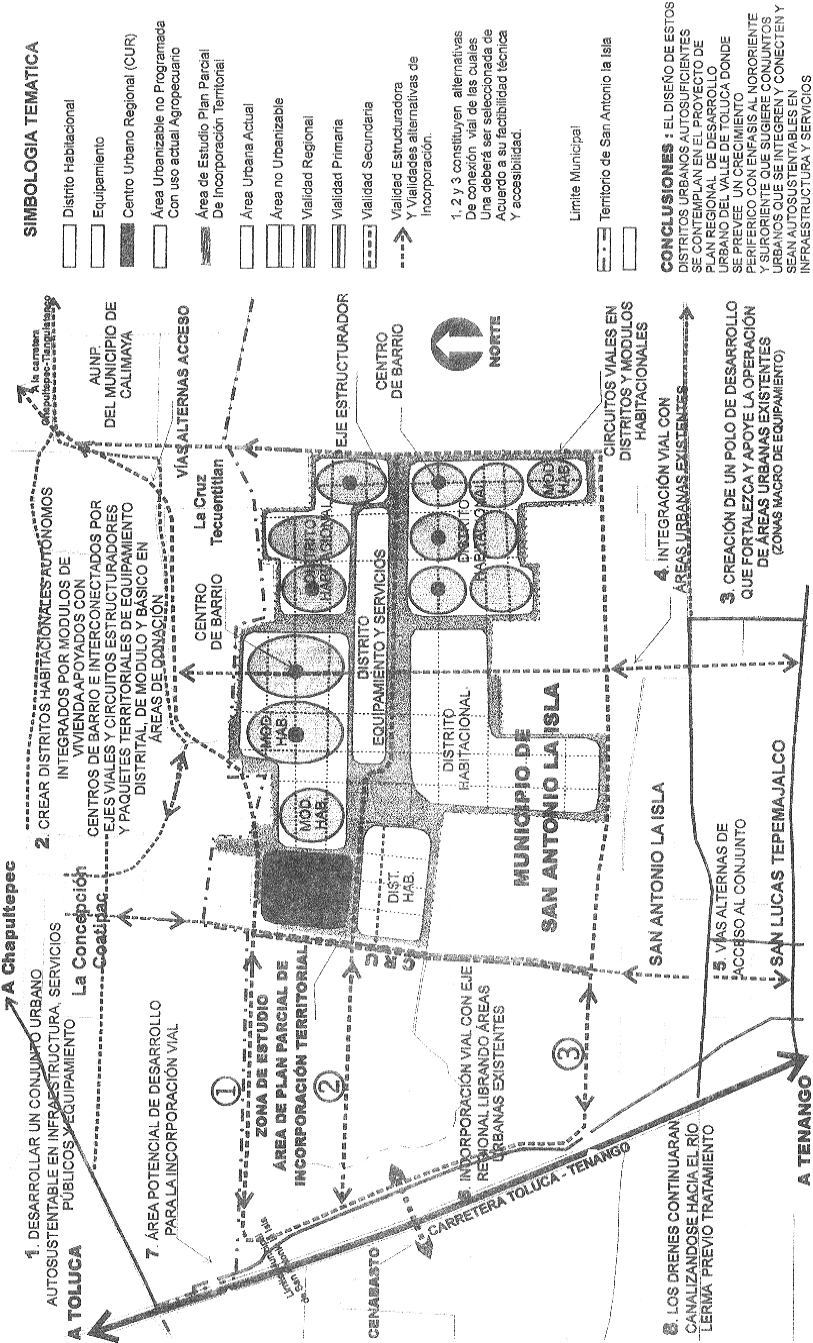 A TOLUCA
A Chapultepec
1. DESARROLLAR UN CONJUNTO URBANO
AUTOSUSTENTABLE EN INFRAESTRUCTURA, SERVICIOS
PÚBLICOS Y EQUIPAMIENTO
La Concepción
Coatipac
2. CREAR DISTRITOS HABITACIONALES AUTÓNOMOS
INTEGRADOS POR MODULOS DE
VIVIENDA APOYADOS CON
CENTROS DE BARRIO E INTERCONECTADOS POR
EJES VIALES Y CIRCUITOS ESTRUCTURADORES
Y PAQUETES TERRITORIALES DE EQUIPAMIENTO
DISTRITAL, DE MODULO Y BÁSICO EN
ÁREAS DE DONACIÓN
A la carretera
Chapultepec-Tianguistenco
AUNP.
DEL MUNICIPIO DE
CALIMAYA
VÍAS ALTERNAS ACCESO
7. ÁREA POTENCIAL DE DESARROLLO
PARA LA INCORPORACIÓN VIAL
La Cruz
Tecuentitlan
CENTRO
DE BARRIO
1
ZONA DE ESTUDIO
ÁREA DE PLAN PARCIAL DE
INCORPORACIÓN TERRITORIAL
2
MOD.
HAB.
MOD.
HAB.
DISTRITO
HABITACIONAL
EJE ESTRUCTURADOR
CENTRO
DE BARRIO
DISTRITO
EQUIPAMIENTO Y SERVICIOS
DIST.
HAB.
DISTRITO
HABITACIONAL
DISTRITO
HABITACIONAL
MOD.
HAB.
NORTE
CENABASTO
CARRETERA TOLUCA - TENANGO
6. INCORPORACIÓN VIAL CON EJE
REGIONAL LIBRANDO ÁREAS
URBANAS EXISTENTES
3
MUNICIPIO DE
SAN ANTONIO LA ISLA
CIRCUITOS VIALES EN
DISTRITOS Y MODULOS
HABITACIONALES
SAN ANTONIO LA ISLA
4. INTEGRACIÓN VIAL CON
ÁREAS URBANAS EXISTENTES
8. LOS DRENES CONTINUARAN
CANALIZANDOSE HACIA EL RÍO
LERMA PREVIO TRATAMIENTO
5. VÍAS ALTERNAS DE
ACCESO AL CONJUNTO
3. CREACIÓN DE UN POLO DE DESARROLLO
QUE FORTALEZCA Y APOYE LA OPERACIÓN
DE ÁREAS URBANAS EXISTENTES
(ZONAS MACRO DE EQUIPAMIENTO)
SAN LUCAS TEPEMAJALCO
A TENANGO
SIMBOLOGIA TEMATICA
Distrito Habitacional
Equipamiento
Centro Urbano Regional (CUR)
Área Urbanizable no Programada
Con uso actual Agropecuario
Área de Estudio Plan Parcial
De Incorporación Territorial
Área Urbana Actual
Área no Urbanizable
Vialidad Regional
Vialidad Primaria
Vialidad Secundaria
Vialidad Estructuradora
Y Vialidades alternativas de
Incorporación.
1, 2 y 3 constituyen alternativas
De conexión vial de las cuales
Una deberá ser seleccionada de
Acuerdo a su factibilidad técnica
Y accesibilidad.
Limite Municipal
Territorio de San Antonio la Isla
CONCLUSIONES : EL DISEÑO DE ESTOS
DISTRITOS URBANOS AUTOSUFICIENTES
SE CONTEMPLAN EN EL PROYECTO DE
PLAN REGIONAL DE DESARROLLO
URBANO DEL VALLE DE TOLUCA DONDE
SE PREVEE UN CRECIMIENTO
PERIFERICO CON ENFASIS AL NORORIENTE
Y SURORIENTE QUE SUGIERE CONJUNTOS
URBANOS QUE SE INTEGREN Y CONECTEN Y
SEAN AUTOSUSTENTABLES EN
INFRAESTRUCTURA Y SERVICIOS